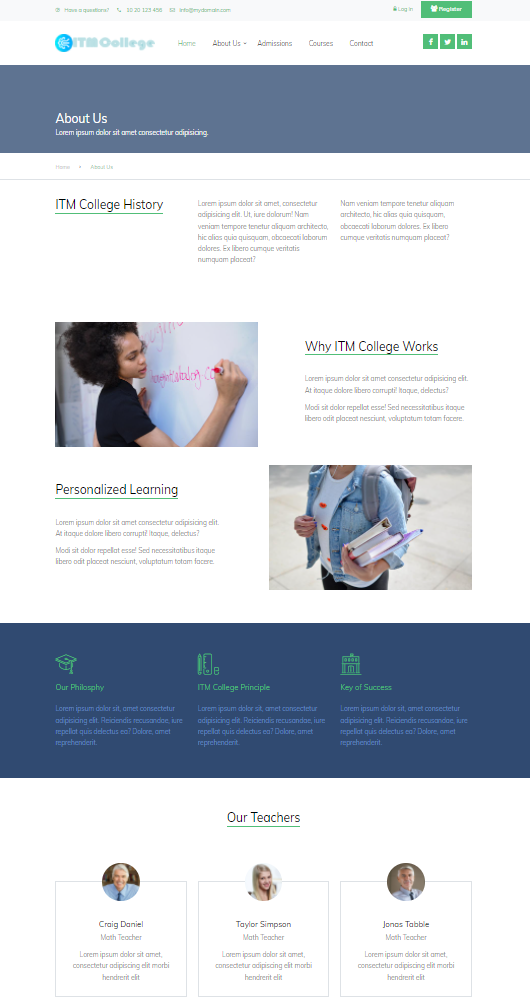 Have a questions? 10 20 123 456 info@mydomain.com Log In Register
ITM College Home About Us Admissions Courses Contact
About Us
Lorem ipsum dolor sit amet consectetur adipisicing.
Home About Us
ITM College History
Lorem ipsum dolor sit amet, consectetur
adipisicing elit. Ut, iure dolorum! Nam
veniam tempore tenetur aliquam architecto,
hic alias quia quisquam, obcaecati laborum
dolores. Ex libero cumque veritatis
numquam placeat?
Nam veniam tempore tenetur aliquam
architecto, hic alias quia quisquam,
obcaecati laborum dolores. Ex libero
cumque veritatis numquam placeat?
Why ITM College Works
Lorem ipsum dolor sit amet consectetur adipisicing elit.
At itaque dolore libero corrupti! Itaque, delectus?
Modi sit dolor repellat esse! Sed necessitatibus itaque
libero odit placeat nesciunt, voluptatum totam facere.
Personalized Learning
Lorem ipsum dolor sit amet consectetur adipisicing elit.
At itaque dolore libero corrupti! Itaque, delectus?
Modi sit dolor repellat esse! Sed necessitatibus itaque
libero odit placeat nesciunt, voluptatum totam facere.
Our Philosphy
Lorem ipsum dolor sit, amet consectetur
adipisicing elit. Reiciendis recusandae, iure
repellat quis delectus ea? Dolore, amet
reprehenderit.
ITM College Principle
Lorem ipsum dolor sit, amet consectetur
adipisicing elit. Reiciendis recusandae, iure
repellat quis delectus ea? Dolore, amet
reprehenderit.
Key of Success
Lorem ipsum dolor sit, amet consectetur
adipisicing elit. Reiciendis recusandae, iure
repellat quis delectus ea? Dolore, amet
reprehenderit.
Our Teachers
Craig Daniel
Math Teacher
Lorem ipsum dolor sit amet,
consectetur adipiscing elit morbi
hendrerit elit
Taylor Simpson
Math Teacher
Lorem ipsum dolor sit amet,
consectetur adipiscing elit morbi
hendrerit elit
Jonas Tabble
Math Teacher
Lorem ipsum dolor sit amet,
consectetur adipiscing elit morbi
hendrerit elit